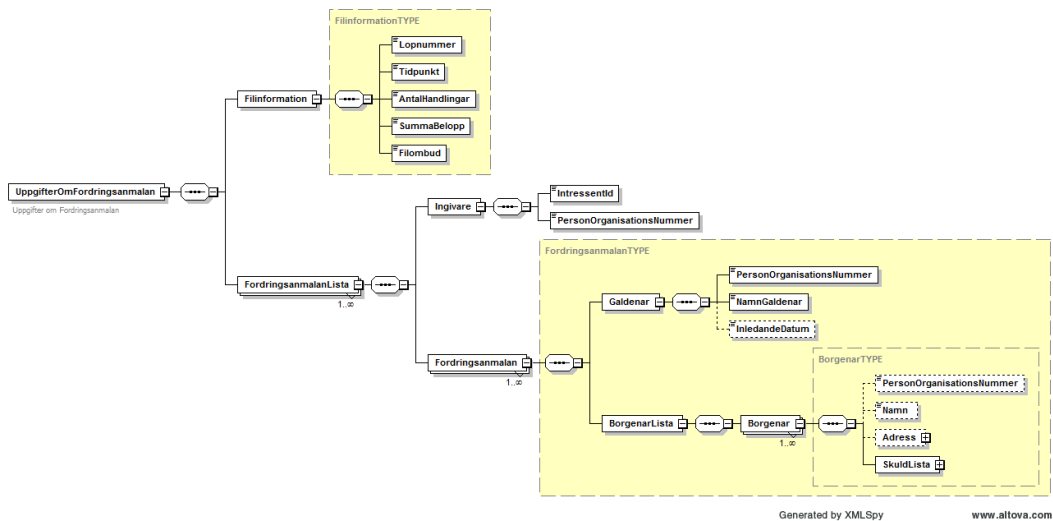 FilinformationTYPE
Lopnummer
Tidpunkt
Filinformation
AntalHandlingar
SummaBelopp
Filombud
UppgifterOmFordringsanmalan
Uppgifter om Fordringsanmalan
IntressentId
Ingivare
PersonOrganisationsNummer
FordringsanmalanTYPE
FordringsanmalanLista
1..∞
PersonOrganisationsNummer
Galdenar
NamnGaldenar
InledandeDatum
Fordringsanmalan
1..∞
BorgenarTYPE
PersonOrganisationsNummer
Namn
BorgenarLista
Borgenar
1..∞
Adress
SkuldLista
Generated by XMLSpy
www.altova.com